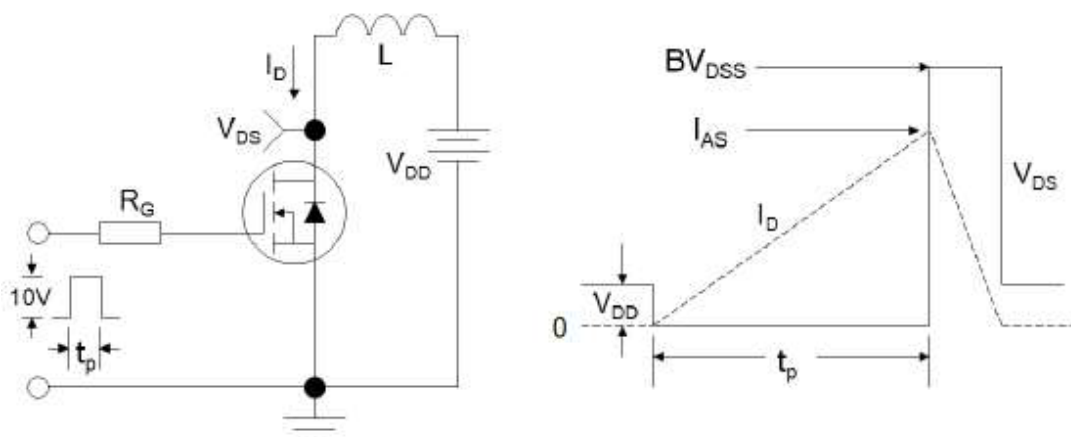 L
I_D
V_DS
V_DD
R_G
10V
t_p
BV_DSS
I_AS
V_DS
I_D
V_DD
0
t_p